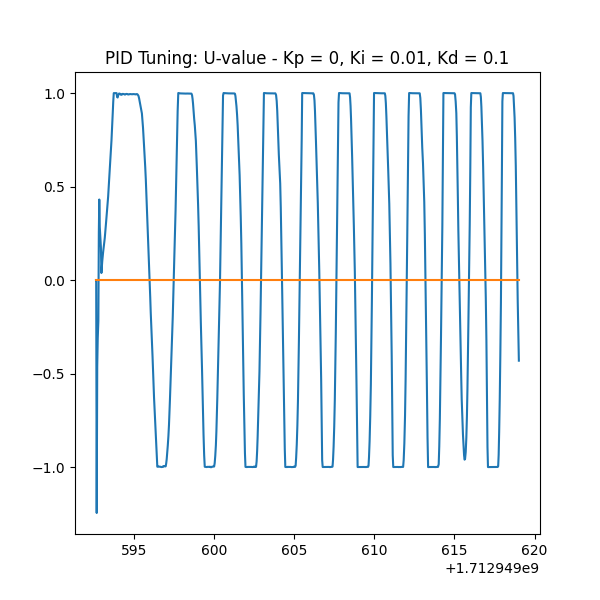 PID Tuning: U-value - Kp = 0, Ki = 0.01, Kd = 0.1
1.0
0.5
0.0
−0.5
−1.0
595 600 605 610 615 620
+1.712949e9